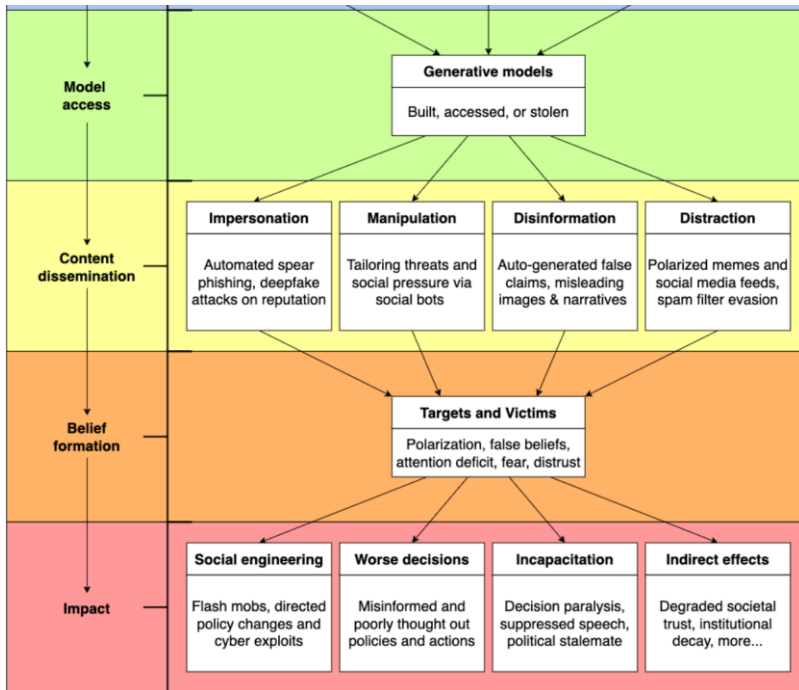 Model
access
Generative models
Built, accessed, or stolen
Content
dissemination
Impersonation
Automated spear
phishing, deepfake
attacks on reputation
Manipulation
Tailoring threats and
social pressure via
social bots
Disinformation
Auto-generated false
claims, misleading
images & narratives
Distraction
Polarized memes and
social media feeds,
spam filter evasion
Belief
formation
Targets and Victims
Polarization, false beliefs,
attention deficit, fear, distrust
Impact
Social engineering
Flash mobs, directed
policy changes and
cyber exploits
Worse decisions
Misinformed and
poorly thought out
policies and actions
Incapacitation
Decision paralysis,
suppressed speech,
political stalemate
Indirect effects
Degraded societal
trust, institutional
decay, more...